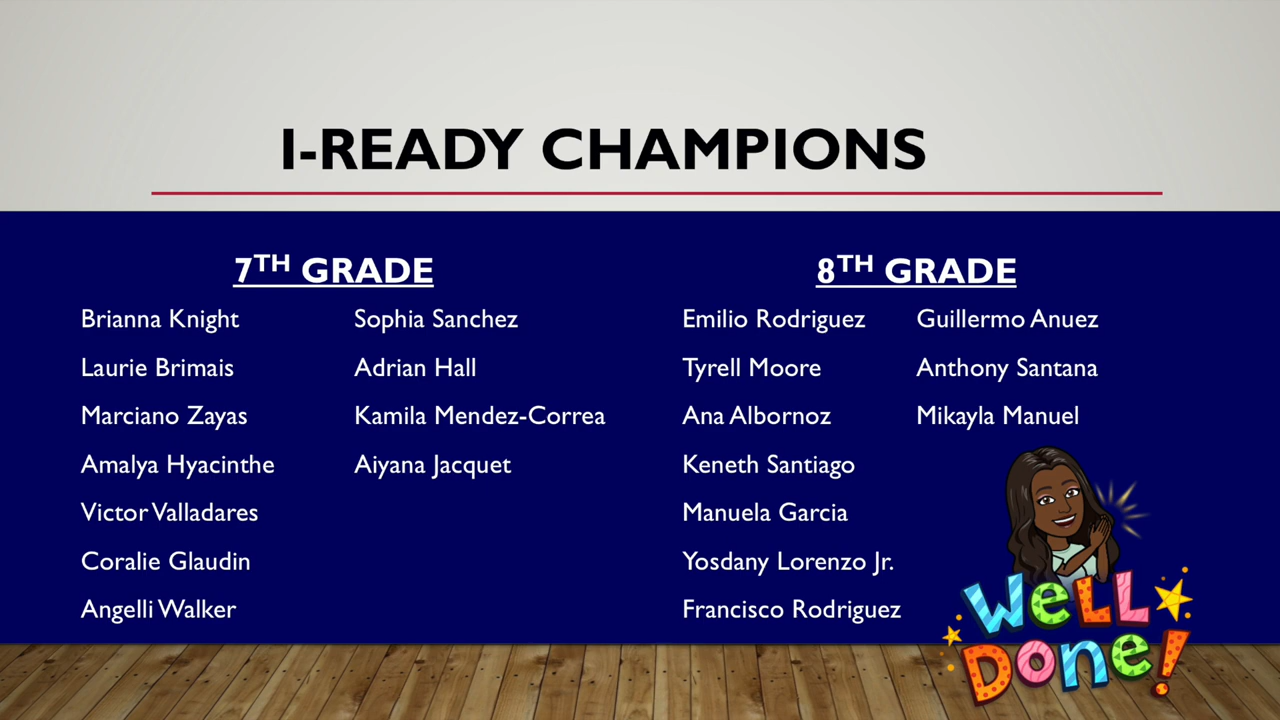 I-READY CHAMPIONS
7TH GRADE
Brianna Knight
Laurie Brimais
Marciano Zayas
Amalya Hyacinthe
Victor Valladares
Coralie Glaudin
Angelli Walker
Sophia Sanchez
Adrian Hall
Kamila Mendez-Correa
Aiyana Jacquet
8TH GRADE
Emilio Rodriguez
Tyrell Moore
Ana Albornoz
Keneth Santiago
Manuela Garcia
Yosdany Lorenzo Jr.
Francisco Rodriguez
Guillermo Anuez
Anthony Santana
Mikayla Manuel
WeLL
Done!